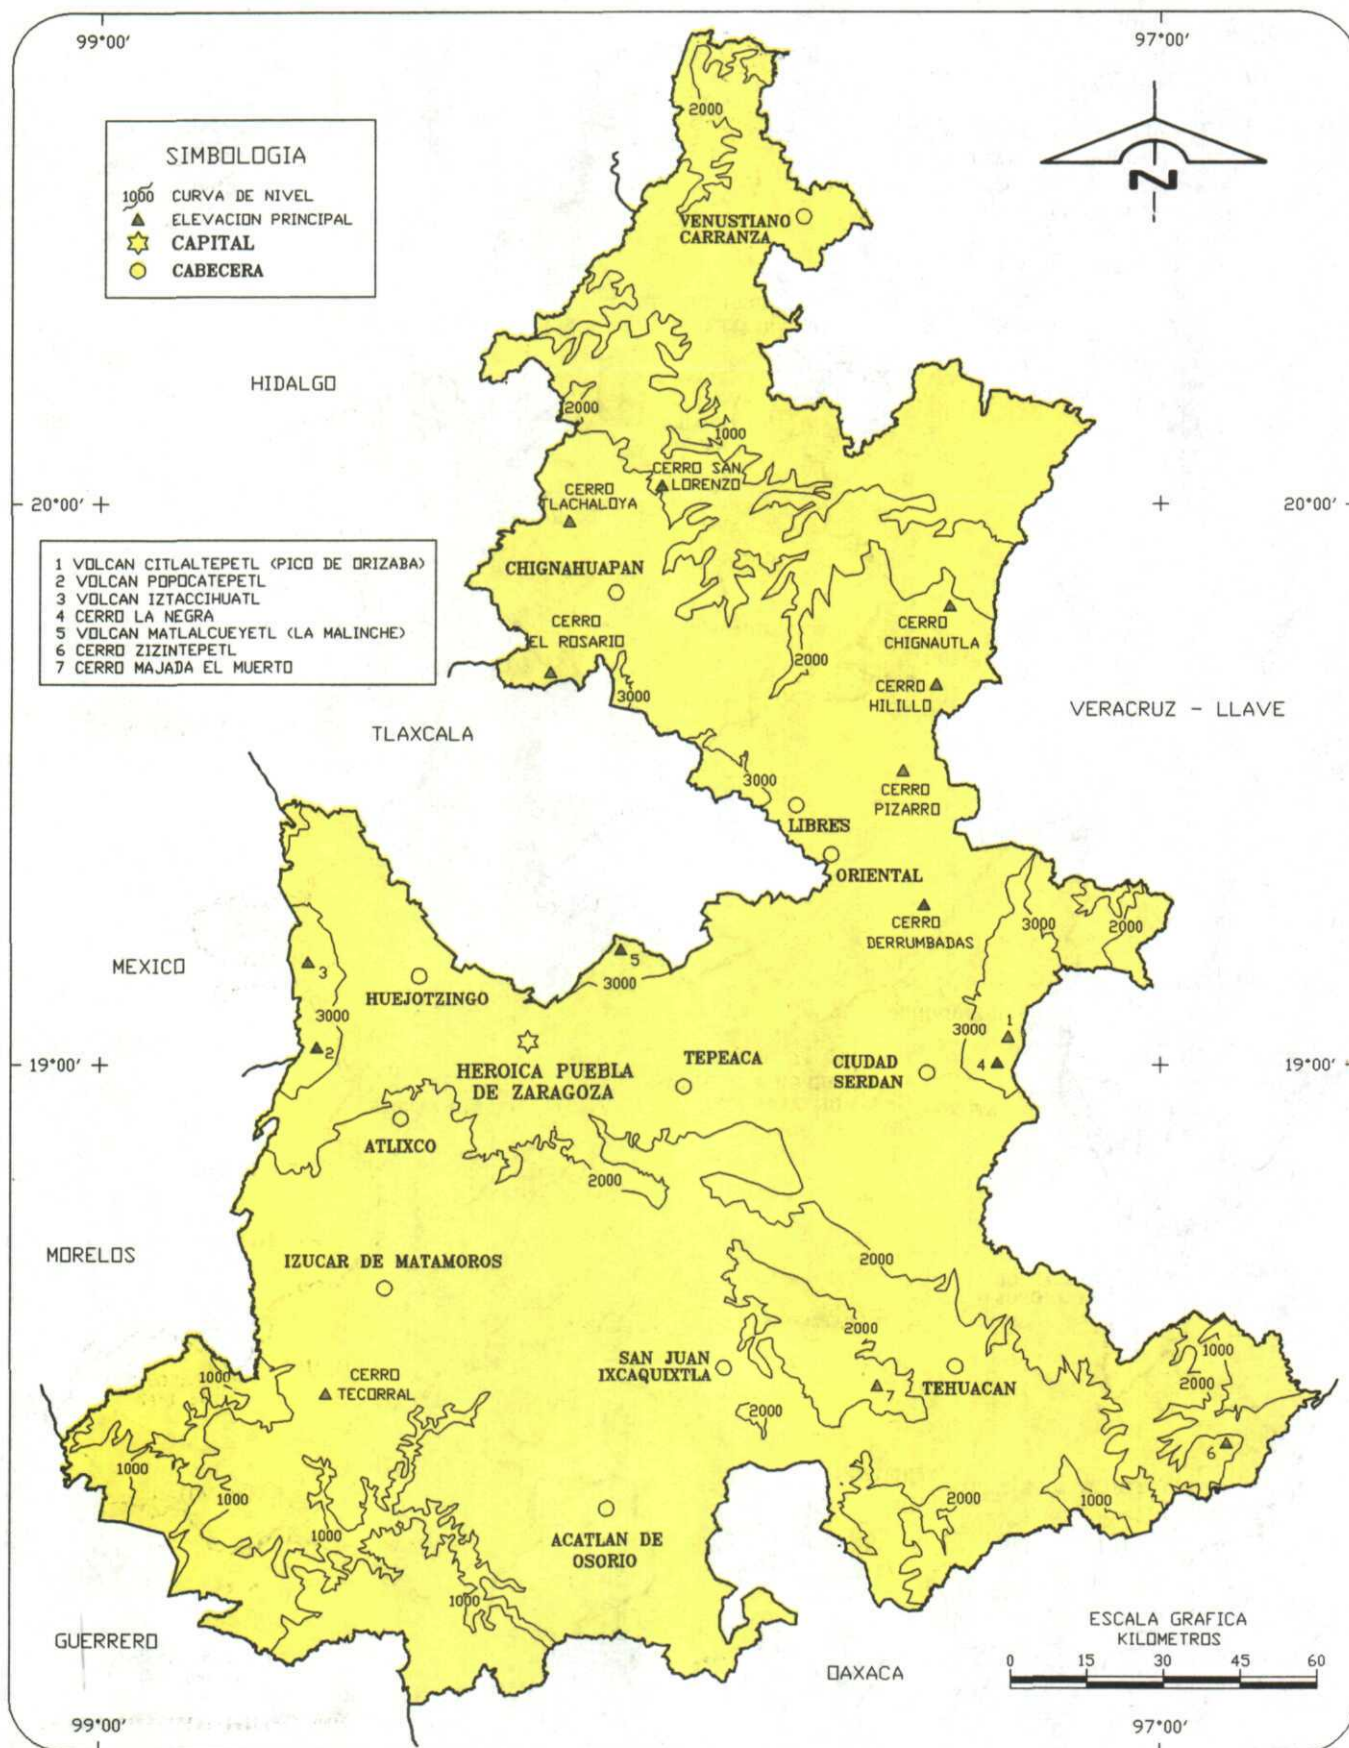 99°00'
97°00'
SIMBOLOGIA
1000 CURVA DE NIVEL
ELEVACION PRINCIPAL
CAPITAL
CABECERA
N
2000
VENUSTIANO
CARRANZA
HIDALGO
2000
1000
CERRO SAN
LORENZO
CERRO
TLACHALOYA
20°00'
20°00'
1 VOLCAN CITLALTEPETL (PICO DE ORIZABA)
2 VOLCAN POPOCATEPETL
3 VOLCAN IZTACCIHUATL
4 CERRO LA NEGRA
5 VOLCAN MATLALCUEYETL (LA MALINCHE)
6 CERRO ZIZINTEPETL
7 CERRO MAJADA EL MUERTO
CHIGNAHUAPAN
CERRO
EL ROSARIO
CERRO
CHIGNAUTLA
2000
3000
CERRO
HILILLO
VERACRUZ - LLAVE
TLAXCALA
3000
CERRO
PIZARRO
LIBRES
ORIENTAL
CERRO
DERRUMBADAS
3000
2000
MEXICO
3
HUEJOTZINGO
5
3000
3000
2
3000
1
4
19°00'
19°00'
HEROICA PUEBLA
DE ZARAGOZA
TEPEACA
CIUDAD
SERDAN
ATLIXCO
2000
MORELOS
IZUCAR DE MATAMOROS
2000
2000
SAN JUAN
IXCAQUIXTLA
TEHUACAN
1000
2000
1000
CERRO
TECORRAL
7
2000
6
1000
1000
2000
1000
1000
ACATLAN DE
OSORIO
1000
GUERRERO
OAXACA
ESCALA GRAFICA
KILOMETROS
0 15 30 45 60
99°00'
97°00'